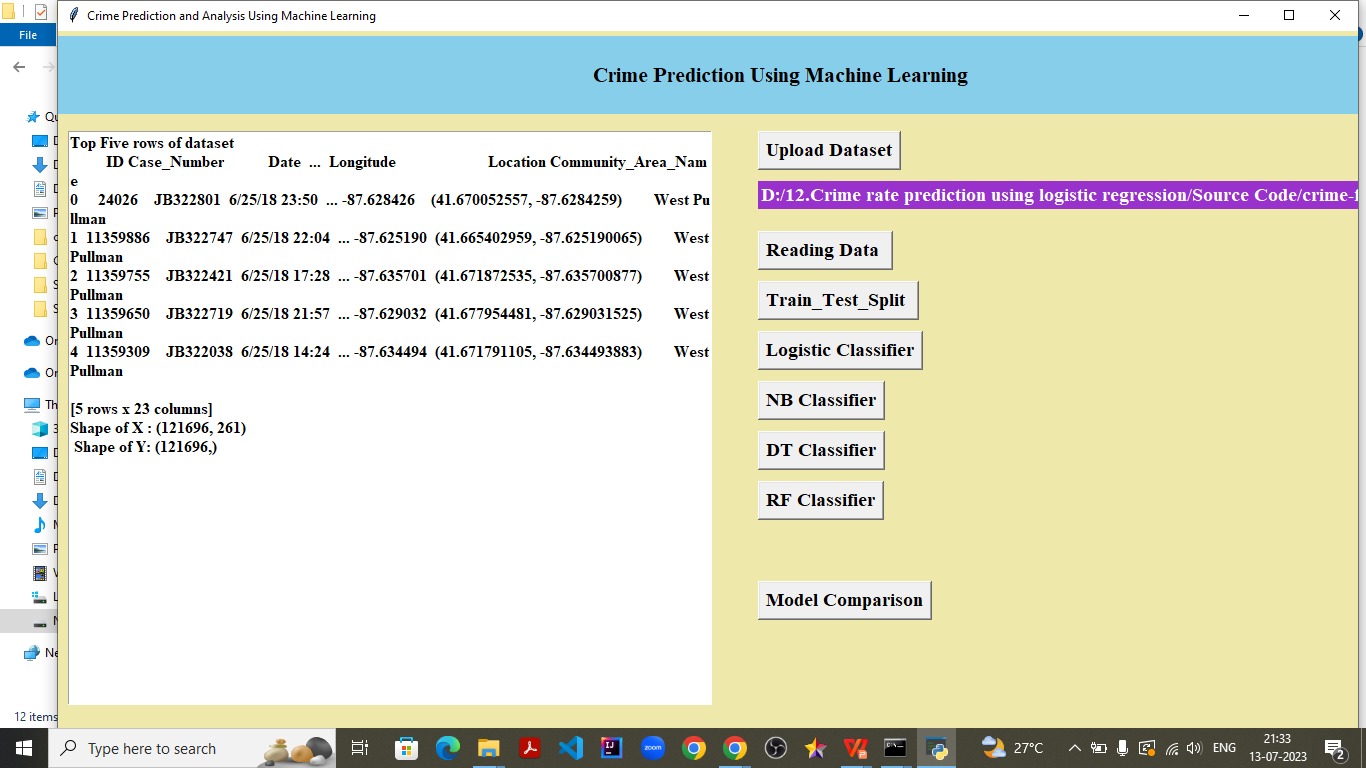 Crime Prediction and Analysis Using Machine Learning
File
Crime Prediction Using Machine Learning
Top Five rows of dataset
ID Case_Number Date ... Longitude Location Community_Area_Nam
e
0 24026 JB322801 6/25/18 23:50 ... -87.628426 (41.670052557, -87.6284259) West Pu
llman
1 11359886 JB322747 6/25/18 22:04 ... -87.625190 (41.665402959, -87.625190065) West
Pullman
2 11359755 JB322421 6/25/18 17:28 ... -87.635701 (41.671872535, -87.635700877) West
Pullman
3 11359650 JB322719 6/25/18 21:57 ... -87.629032 (41.677954481, -87.629031525) West
Pullman
4 11359309 JB322038 6/25/18 14:24 ... -87.634494 (41.671791105, -87.634493883) West
Pullman
[5 rows x 23 columns]
Shape of X : (121696, 261)
Shape of Y: (121696,)
Upload Dataset
D:/12.Crime rate prediction using logistic regression/Source Code/crime-f
Reading Data
Train_Test_Split
Logistic Classifier
NB Classifier
DT Classifier
RF Classifier
Model Comparison
12 items
Type here to search
zoom
27°C
ENG
21:33
13-07-2023
2